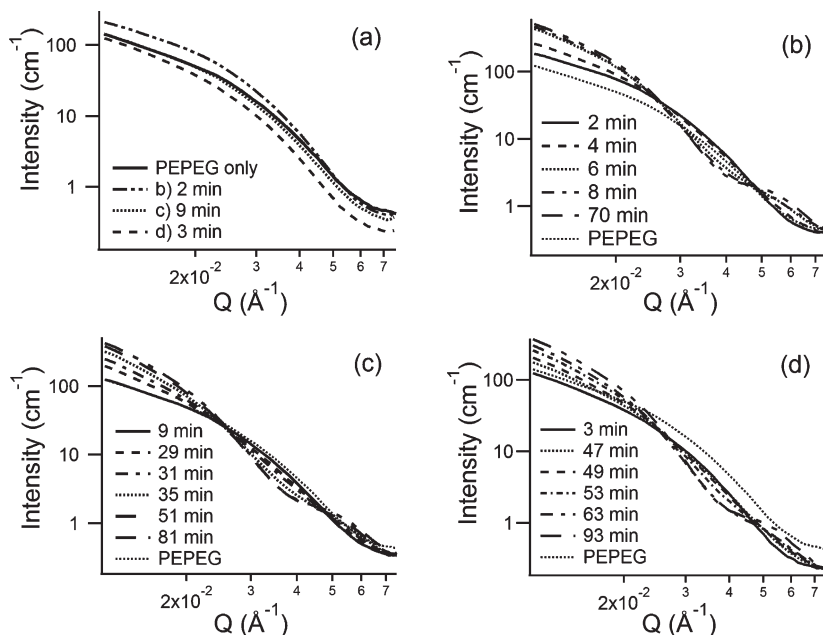 (a)
Intensity (cm⁻¹)
100
10
1
PEPEG only
b) 2 min
c) 9 min
d) 3 min
2x10⁻²
3
4
5
6
7
Q (Å⁻¹)
(b)
Intensity (cm⁻¹)
100
10
1
2 min
4 min
6 min
8 min
70 min
PEPEG
2x10⁻²
3
4
5
6
7
Q (Å⁻¹)
(c)
Intensity (cm⁻¹)
100
10
1
9 min
29 min
31 min
35 min
51 min
81 min
PEPEG
2x10⁻²
3
4
5
6
7
Q (Å⁻¹)
(d)
Intensity (cm⁻¹)
100
10
1
3 min
47 min
49 min
53 min
63 min
93 min
PEPEG
2x10⁻²
3
4
5
6
7
Q (Å⁻¹)